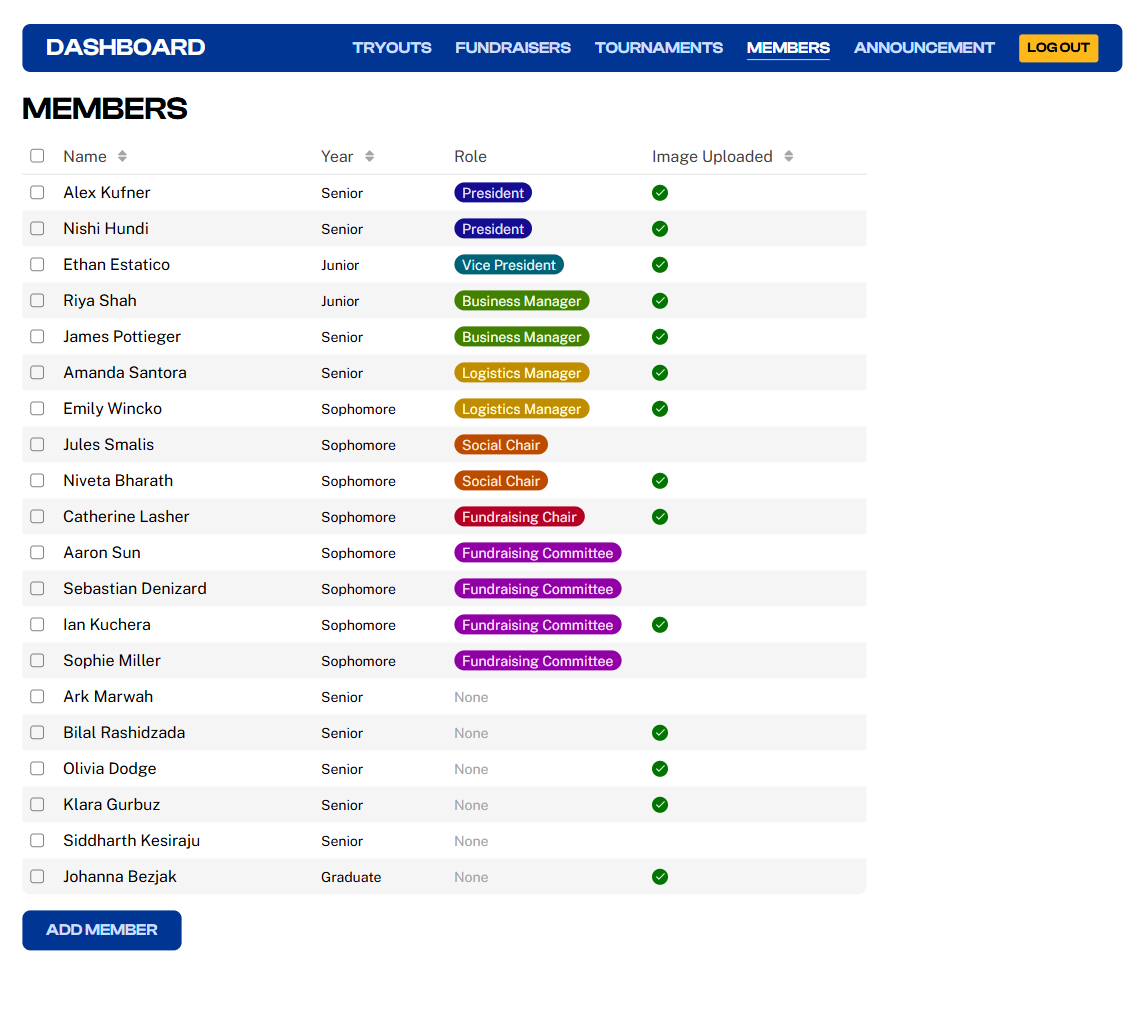 DASHBOARD TRYOUTS FUNDRAISERS TOURNAMENTS MEMBERS ANNOUNCEMENT LOG OUT
MEMBERS
Name Year Role Image Uploaded
Alex Kufner Senior President
Nishi Hundi Senior President
Ethan Estatico Junior Vice President
Riya Shah Junior Business Manager
James Pottieger Senior Business Manager
Amanda Santora Senior Logistics Manager
Emily Wincko Sophomore Logistics Manager
Jules Smalis Sophomore Social Chair
Niveta Bharath Sophomore Social Chair
Catherine Lasher Sophomore Fundraising Chair
Aaron Sun Sophomore Fundraising Committee
Sebastian Denizard Sophomore Fundraising Committee
Ian Kuchera Sophomore Fundraising Committee
Sophie Miller Sophomore Fundraising Committee
Ark Marwah Senior None
Bilal Rashidzada Senior None
Olivia Dodge Senior None
Klara Gurbuz Senior None
Siddharth Kesiraju Senior None
Johanna Bezjak Graduate None
ADD MEMBER